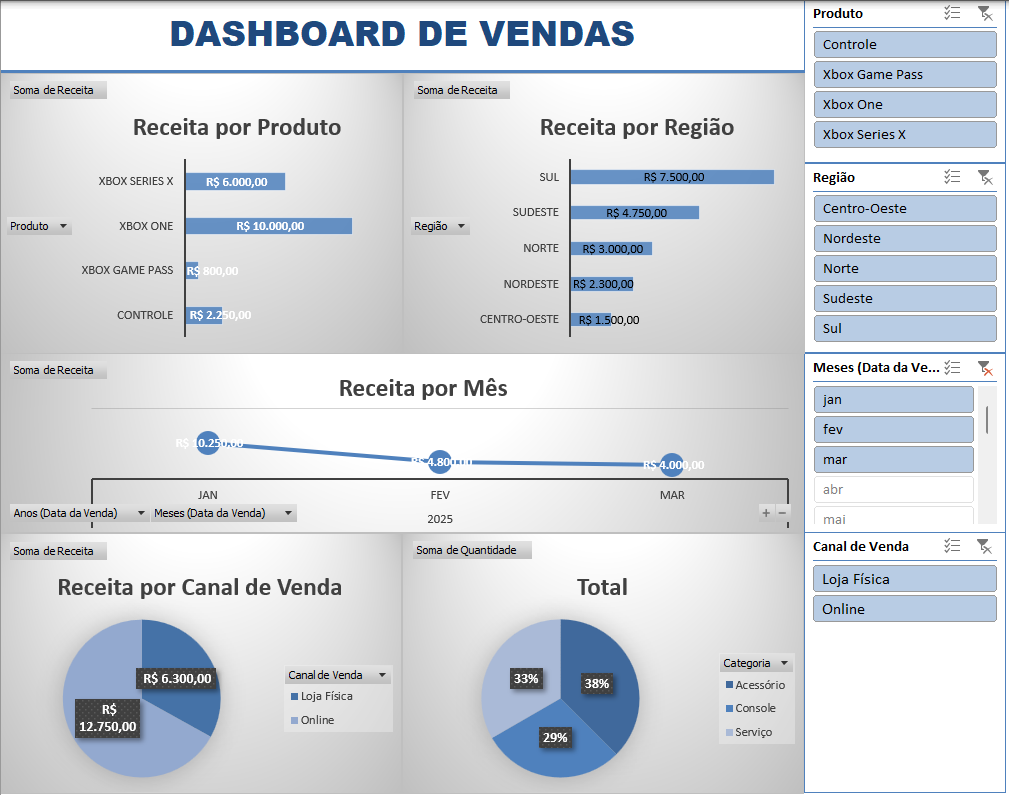 DASHBOARD DE VENDAS
Soma de Receita
Receita por Produto
XBOX SERIES X
R$ 6.000,00
XBOX ONE
R$ 10.000,00
XBOX GAME PASS
R$ 800,00
CONTROLE
R$ 2.250,00
Produto
Soma de Receita
Receita por Região
SUL
R$ 7.500,00
SUDESTE
R$ 4.750,00
NORTE
R$ 3.000,00
NORDESTE
R$ 2.300,00
CENTRO-OESTE
R$ 1.500,00
Região
Soma de Receita
Receita por Mês
R$ 10.250,00
R$ 4.800,00
R$ 4.000,00
JAN
FEV
MAR
2025
Anos (Data da Venda)
Meses (Data da Venda)
Soma de Receita
Receita por Canal de Venda
R$ 6.300,00
R$
12.750,00
Canal de Venda
Loja Física
Online
Soma de Quantidade
Total
33%
38%
29%
Categoria
Acessório
Console
Serviço
Produto
Controle
Xbox Game Pass
Xbox One
Xbox Series X
Região
Centro-Oeste
Nordeste
Norte
Sudeste
Sul
Meses (Data da Ve...
jan
fev
mar
abr
mai
Canal de Venda
Loja Física
Online